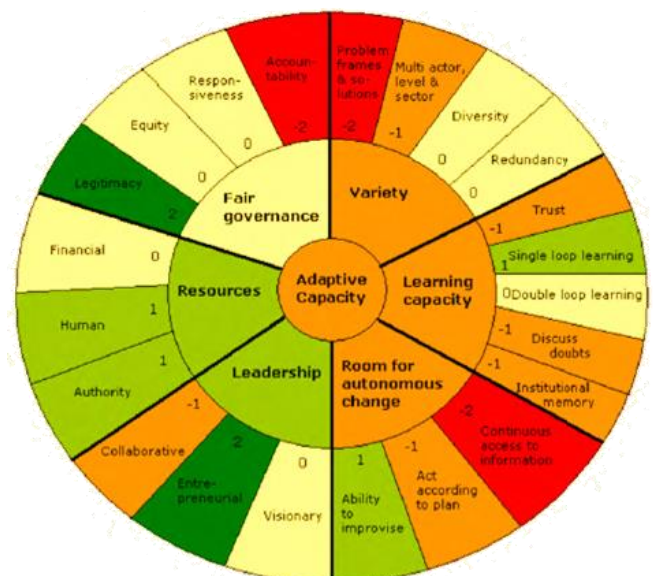 Adaptive
Capacity
Variety
Problem
frames
& so-
lutions
-2
Multi actor,
level &
sector
-1
Diversity
0
Redundancy
0
Learning
capacity
Trust
-1
Single loop learning
1
Double loop learning
0
Discuss
doubts
-1
Institutional
memory
-1
Room for
autonomous
change
Continuous
access to
information
-2
Act
according
to plan
-1
Ability
to
improvise
1
Leadership
Visionary
0
Entre-
preneurial
2
Collaborative
-1
Resources
Authority
1
Human
1
Financial
0
Fair
governance
Legitimacy
2
Equity
0
Respon-
siveness
0
Accoun-
tability
-2